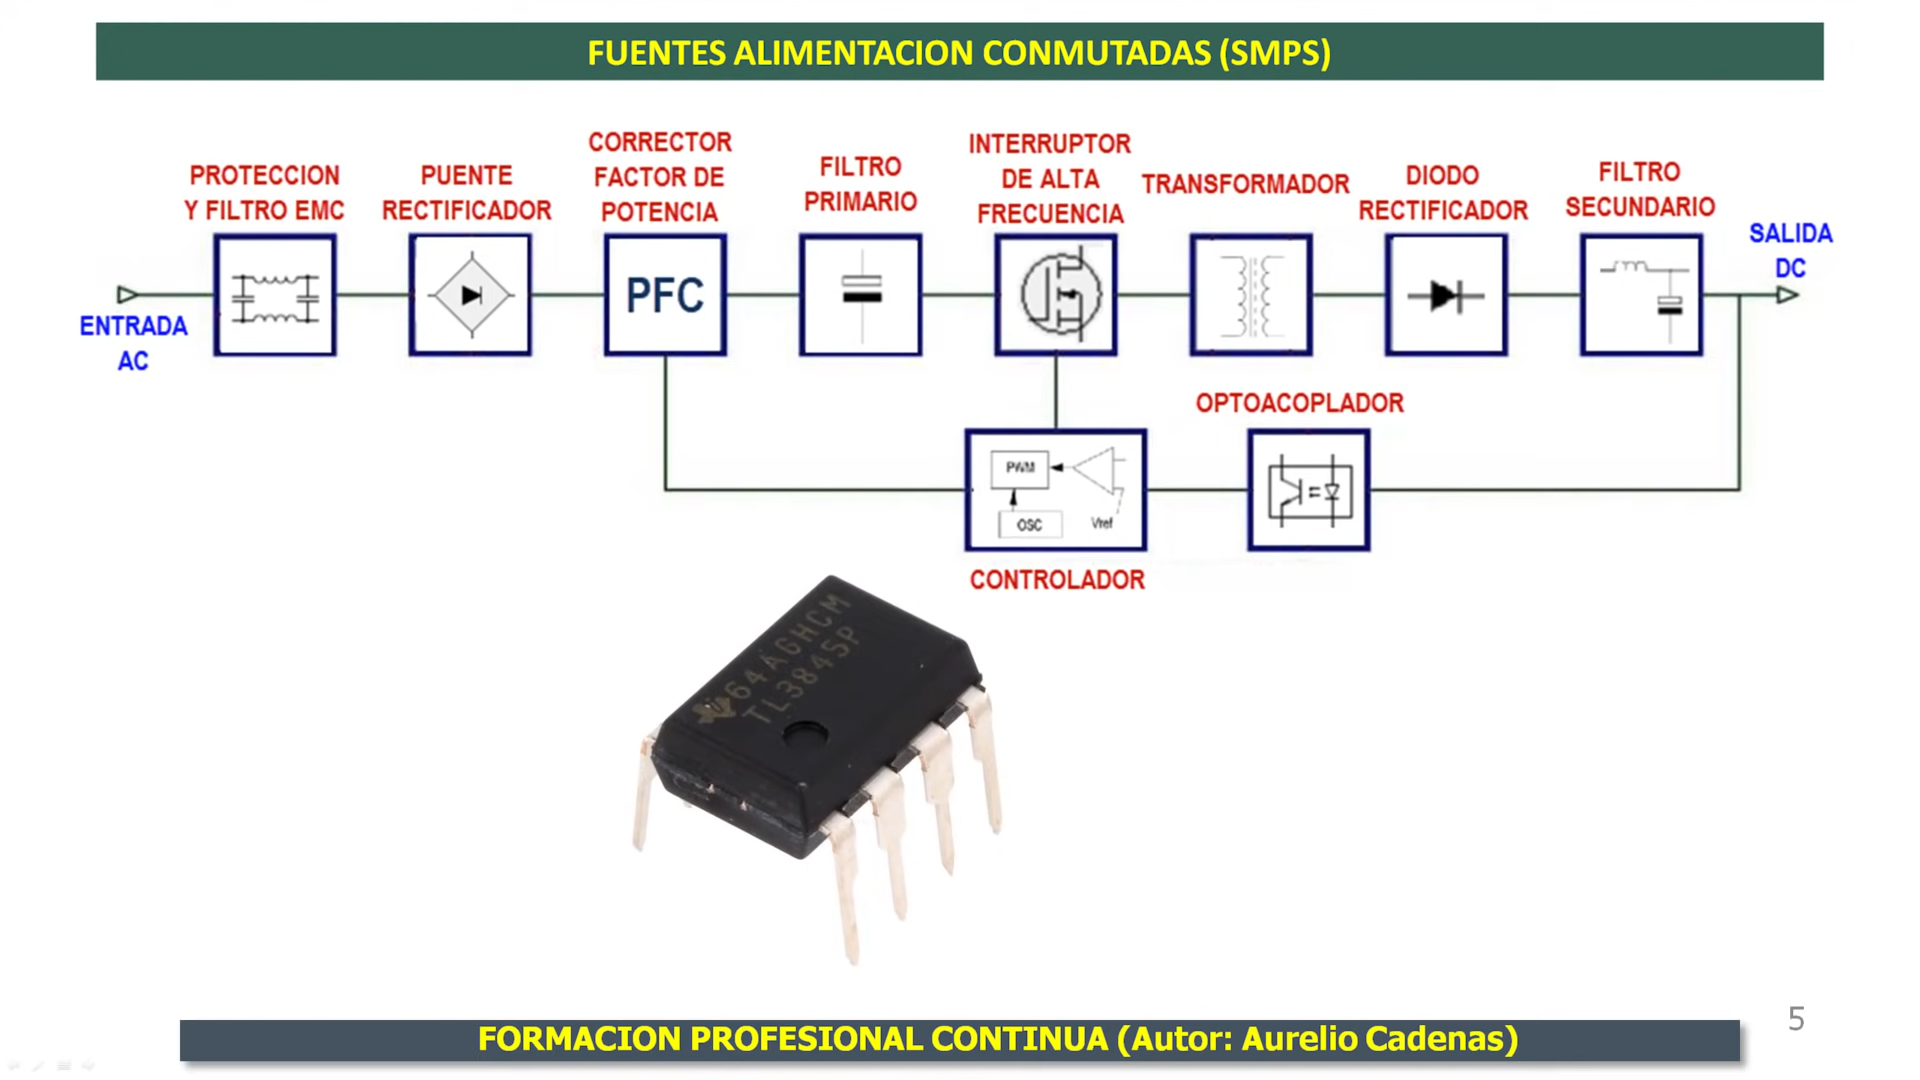 FUENTES ALIMENTACION CONMUTADAS (SMPS)
PROTECCION
Y FILTRO EMC
PUENTE
RECTIFICADOR
CORRECTOR
FACTOR DE
POTENCIA
FILTRO
PRIMARIO
INTERRUPTOR
DE ALTA
FRECUENCIA
TRANSFORMADOR
DIODO
RECTIFICADOR
FILTRO
SECUNDARIO
SALIDA
DC
ENTRADA
AC
PFC
OPTOACOPLADOR
PWM
OSC
Vref
CONTROLADOR
64AGHCM
TL3845P
5
FORMACION PROFESIONAL CONTINUA (Autor: Aurelio Cadenas)